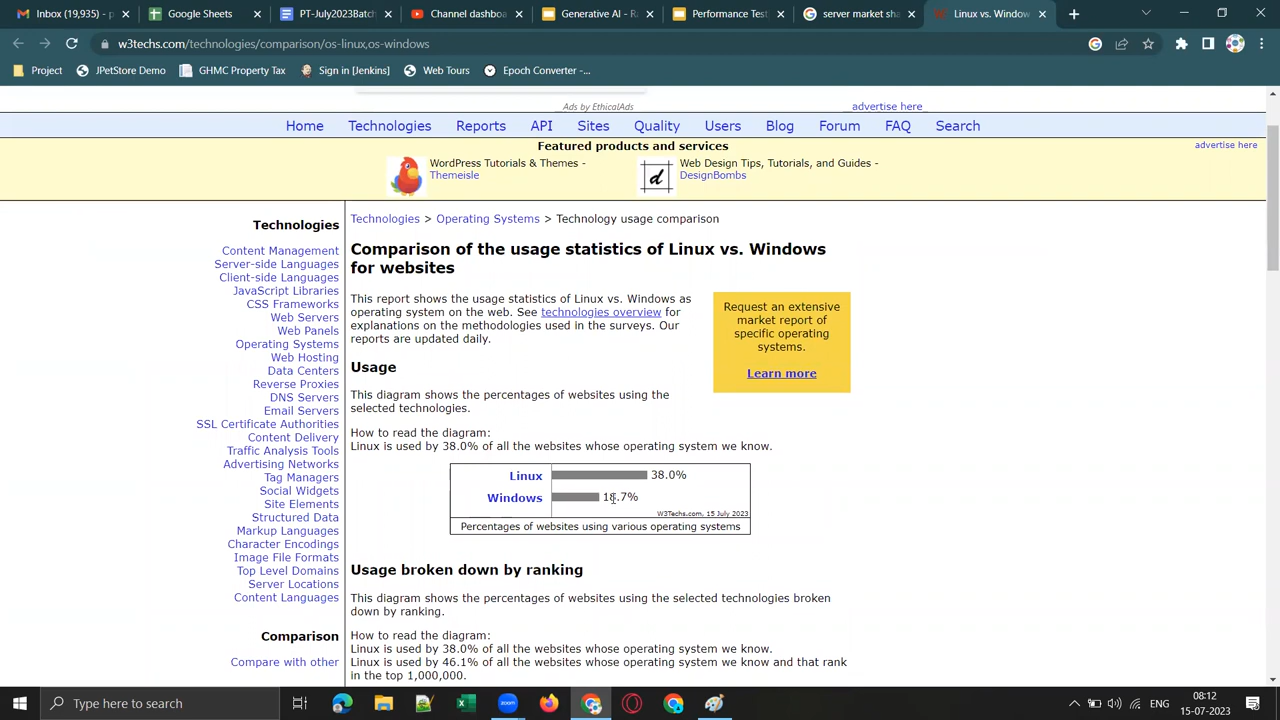 Inbox (19,935) - p
Google Sheets
PT-July2023Batch
Channel dashboa
Generative AI - R
Performance Test
server market sh
Linux vs. Window
w3techs.com/technologies/comparison/os-linux,os-windows
Project
JPetStore Demo
GHMC Property Tax
Sign in [Jenkins]
Web Tours
Epoch Converter -...
Ads by EthicalAds
advertise here
Home
Technologies
Reports
API
Sites
Quality
Users
Blog
Forum
FAQ
Search
Featured products and services
advertise here
WordPress Tutorials & Themes -
Themeisle
Web Design Tips, Tutorials, and Guides -
DesignBombs
Technologies
Content Management
Server-side Languages
Client-side Languages
JavaScript Libraries
CSS Frameworks
Web Servers
Web Panels
Operating Systems
Web Hosting
Data Centers
Reverse Proxies
DNS Servers
Email Servers
SSL Certificate Authorities
Content Delivery
Traffic Analysis Tools
Advertising Networks
Tag Managers
Social Widgets
Site Elements
Structured Data
Markup Languages
Character Encodings
Image File Formats
Top Level Domains
Server Locations
Content Languages
Comparison
Compare with other
Technologies > Operating Systems > Technology usage comparison
Comparison of the usage statistics of Linux vs. Windows
for websites
This report shows the usage statistics of Linux vs. Windows as
operating system on the web. See technologies overview for
explanations on the methodologies used in the surveys. Our
reports are updated daily.
Request an extensive
market report of
specific operating
systems.
Learn more
Usage
This diagram shows the percentages of websites using the
selected technologies.
How to read the diagram:
Linux is used by 38.0% of all the websites whose operating system we know.
Linux 38.0%
Windows
W3Techs.com, 15 July 2023
Percentages of websites using various operating systems
Usage broken down by ranking
This diagram shows the percentages of websites using the selected technologies broken
down by ranking.
How to read the diagram:
Linux is used by 38.0% of all the websites whose operating system we know.
Linux is used by 46.1% of all the websites whose operating system we know and that rank
in the top 1,000,000.
Type here to search
ENG
08:12
15-07-2023